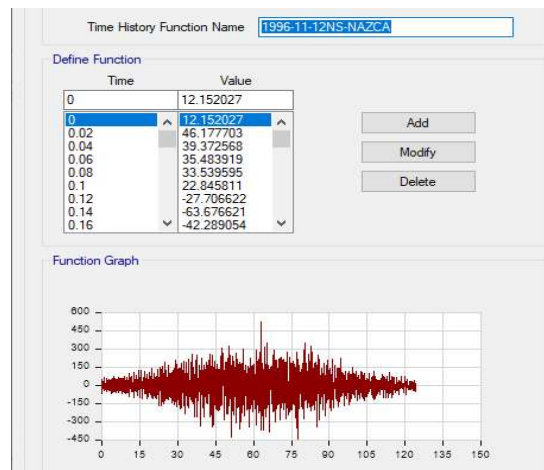 Time History Function Name 1996-11-12NS-NAZCA
Define Function
Time Value
0 12.152027
0 12.152027
0.02 46.177703
0.04 39.372568
0.06 35.483919
0.08 33.539595
0.1 22.845811
0.12 -27.706622
0.14 -63.676621
0.16 -42.289054
Add
Modify
Delete
Function Graph
600
450
300
150
0
-150
-300
-450
0 15 30 45 60 75 90 105 120 135 150